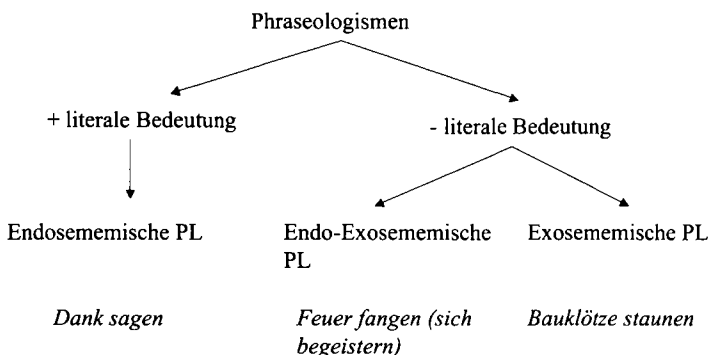 Phraseologismen
+ literale Bedeutung
- literale Bedeutung
Endosememische PL
Endo-Exosememische
PL
Exosememische PL
Dank sagen
Feuer fangen (sich
begeistern)
Bauklötze staunen